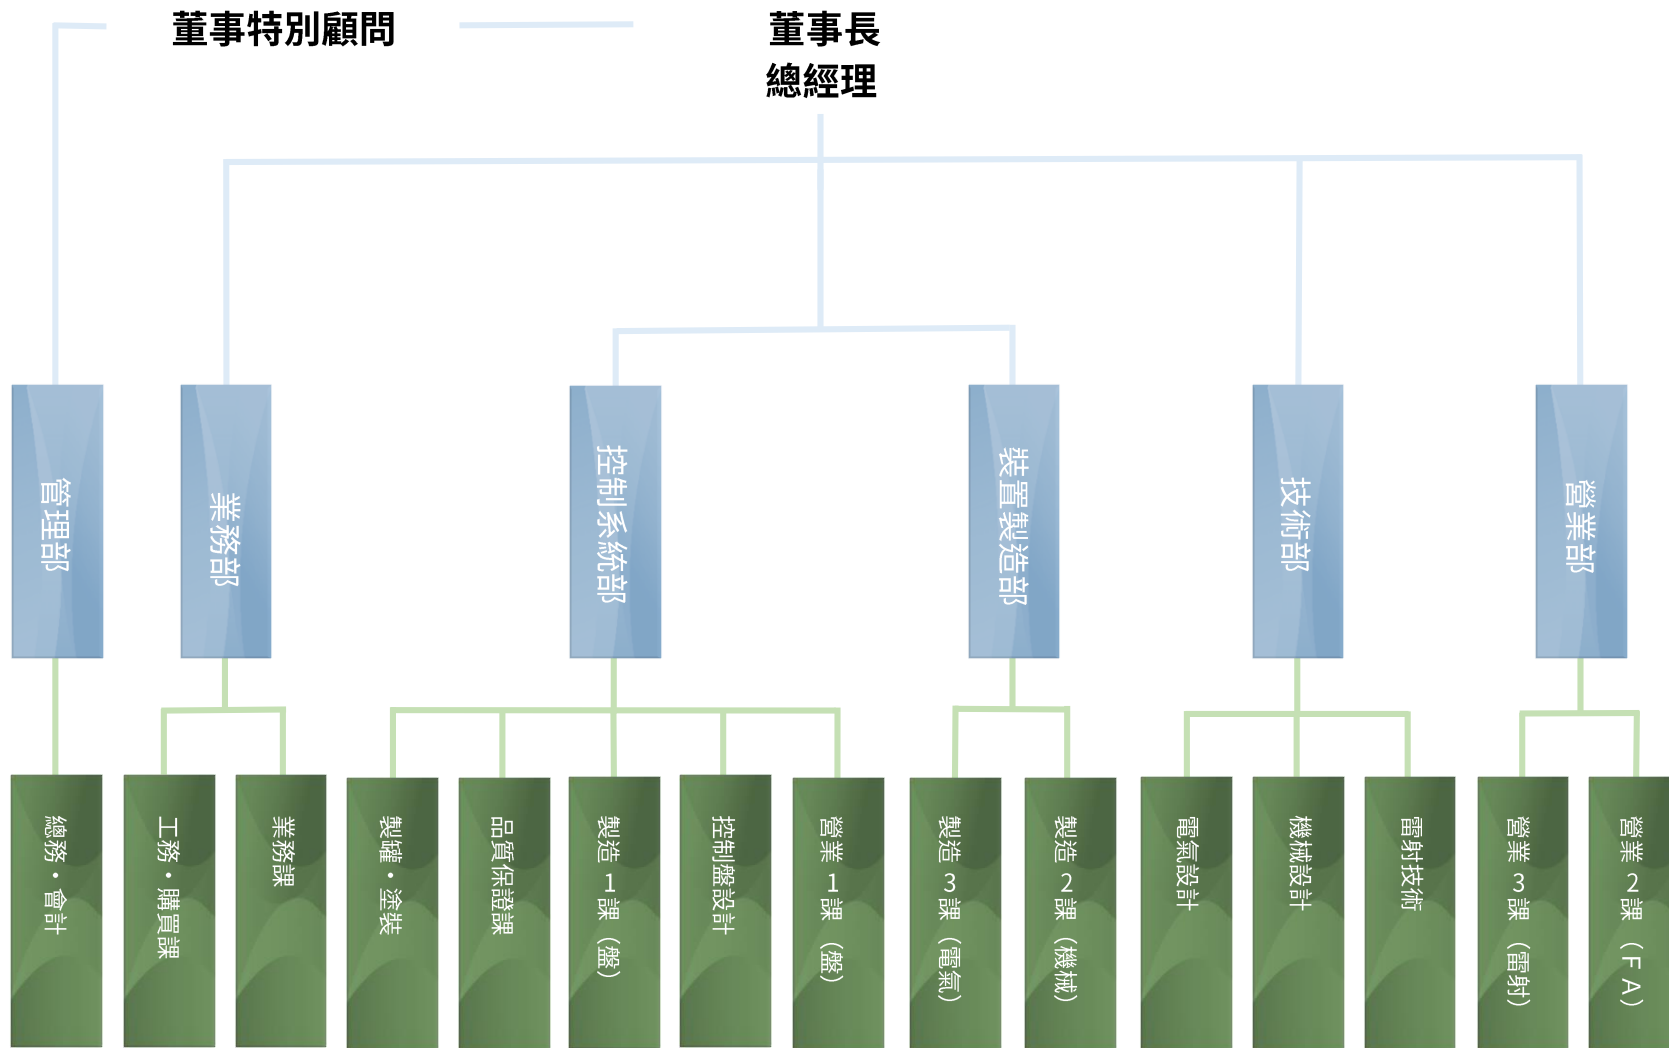 董事特別顧問
董事長
總經理
管理部
業務部
控制系統部
裝置製造部
技術部
營業部
總務・會計
工務・購買課
業務課
製罐・塗裝
品質保證課
製造 1 課（盤）
控制盤設計
營業 1 課（盤）
製造 3 課（電氣）
製造 2 課（機械）
電氣設計
機械設計
雷射技術
營業 3 課（雷射）
營業 2 課（ＦＡ）